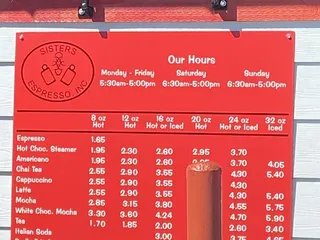 SISTERS
ESPRESSO, INC
Our Hours
Monday - Friday Saturday Sunday
5:30am-5:00pm 6:30am-5:00pm 6:30am-5:00pm
8 oz 12 oz 16 oz 20 oz 24 oz 32 oz
Hot Hot Hot or Iced Hot Hot or Iced Iced
Espresso 1.65
Hot Choc. Steamer 1.95 2.30 2.60 2.95 3.70
Americano 1.95 2.30 2.60 3.70 4.05
Chai Tea 2.55 2.90 3.55 4.30 5.40
Cappuccino 2.55 2.90 3.55 4.30
Latte 2.55 2.90 3.55 4.30 5.40
Mocha 2.85 3.15 3.80 4.55 5.75
White Choc. Mocha 3.30 3.60 4.24 4.70 5.90
Tea 1.70 1.85 2.00 2.60 3.40
Italian Soda 3.00